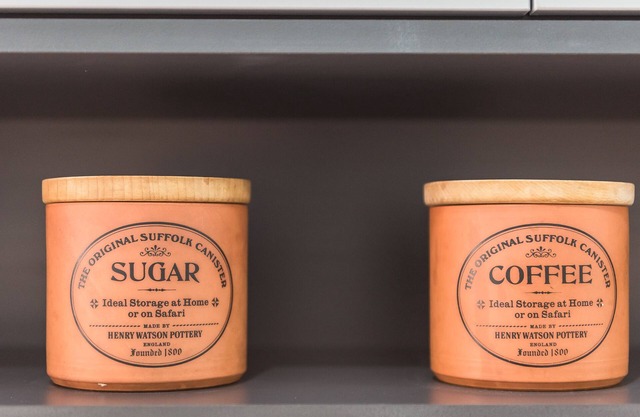 THE ORIGINAL SUFFOLK CANISTER
SUGAR
Ideal Storage at Home
or on Safari
MADE BY
HENRY WATSON POTTERY
ENGLAND
Founded 1800
THE ORIGINAL SUFFOLK CANISTER
COFFEE
Ideal Storage at Home
or on Safari
MADE BY
HENRY WATSON POTTERY
ENGLAND
Founded 1800